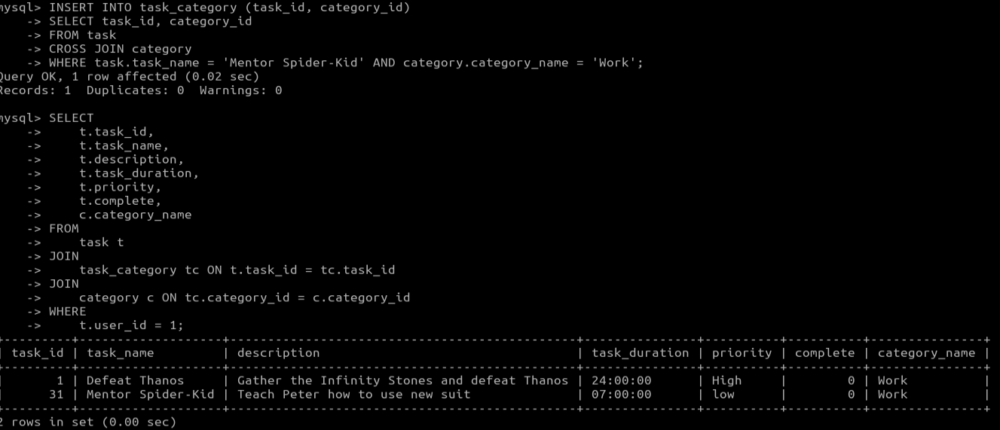 mysql> INSERT INTO task_category (task_id, category_id)
    -> SELECT task_id, category_id
    -> FROM task
    -> CROSS JOIN category
    -> WHERE task.task_name = 'Mentor Spider-Kid' AND category.category_name = 'Work';
Query OK, 1 row affected (0.02 sec)
Records: 1  Duplicates: 0  Warnings: 0

mysql> SELECT
    ->     t.task_id,
    ->     t.task_name,
    ->     t.description,
    ->     t.task_duration,
    ->     t.priority,
    ->     t.complete,
    ->     c.category_name
    -> FROM
    ->     task t
    -> JOIN
    ->     task_category tc ON t.task_id = tc.task_id
    -> JOIN
    ->     category c ON tc.category_id = c.category_id
    -> WHERE
    ->     t.user_id = 1;
+---------+-------------------+----------------------------------------------+---------------+----------+----------+---------------+
| task_id | task_name         | description                                  | task_duration | priority | complete | category_name |
+---------+-------------------+----------------------------------------------+---------------+----------+----------+---------------+
|       1 | Defeat Thanos     | Gather the Infinity Stones and defeat Thanos | 24:00:00      | High     |        0 | Work          |
|      31 | Mentor Spider-Kid | Teach Peter how to use new suit              | 07:00:00      | low      |        0 | Work          |
+---------+-------------------+----------------------------------------------+---------------+----------+----------+---------------+
2 rows in set (0.00 sec)